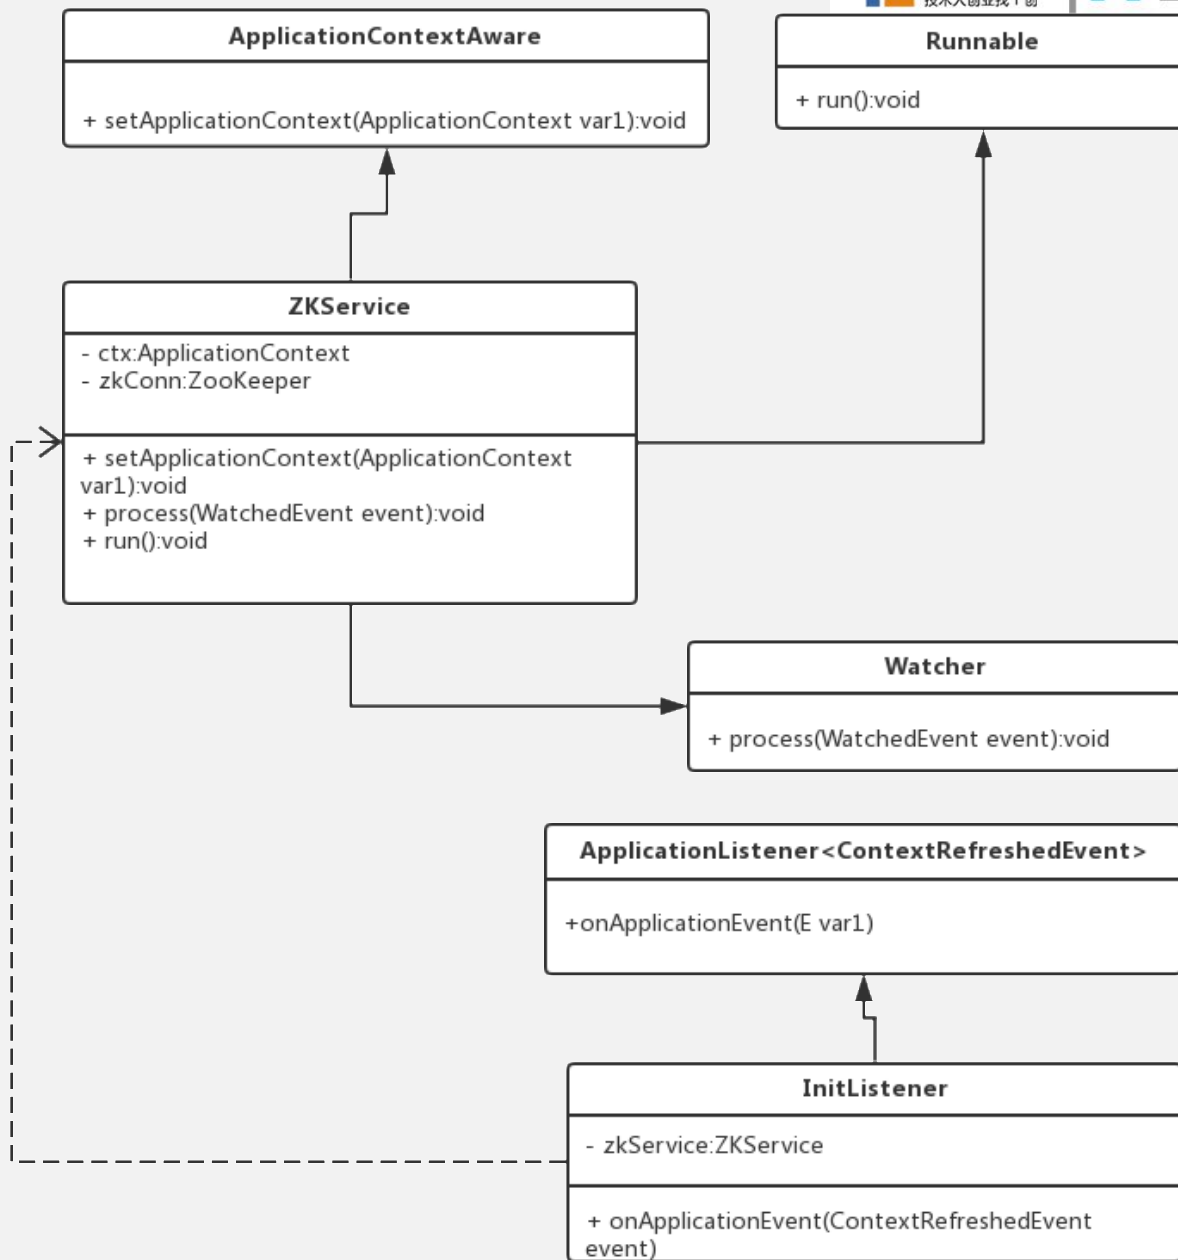 ApplicationContextAware
+ setApplicationContext(ApplicationContext var1):void
Runnable
+ run():void
ZKService
- ctx:ApplicationContext
- zkConn:ZooKeeper
+ setApplicationContext(ApplicationContext
var1):void
+ process(WatchedEvent event):void
+ run():void
Watcher
+ process(WatchedEvent event):void
ApplicationListener<ContextRefreshedEvent>
+onApplicationEvent(E var1)
InitListener
- zkService:ZKService
+ onApplicationEvent(ContextRefreshedEvent
event)